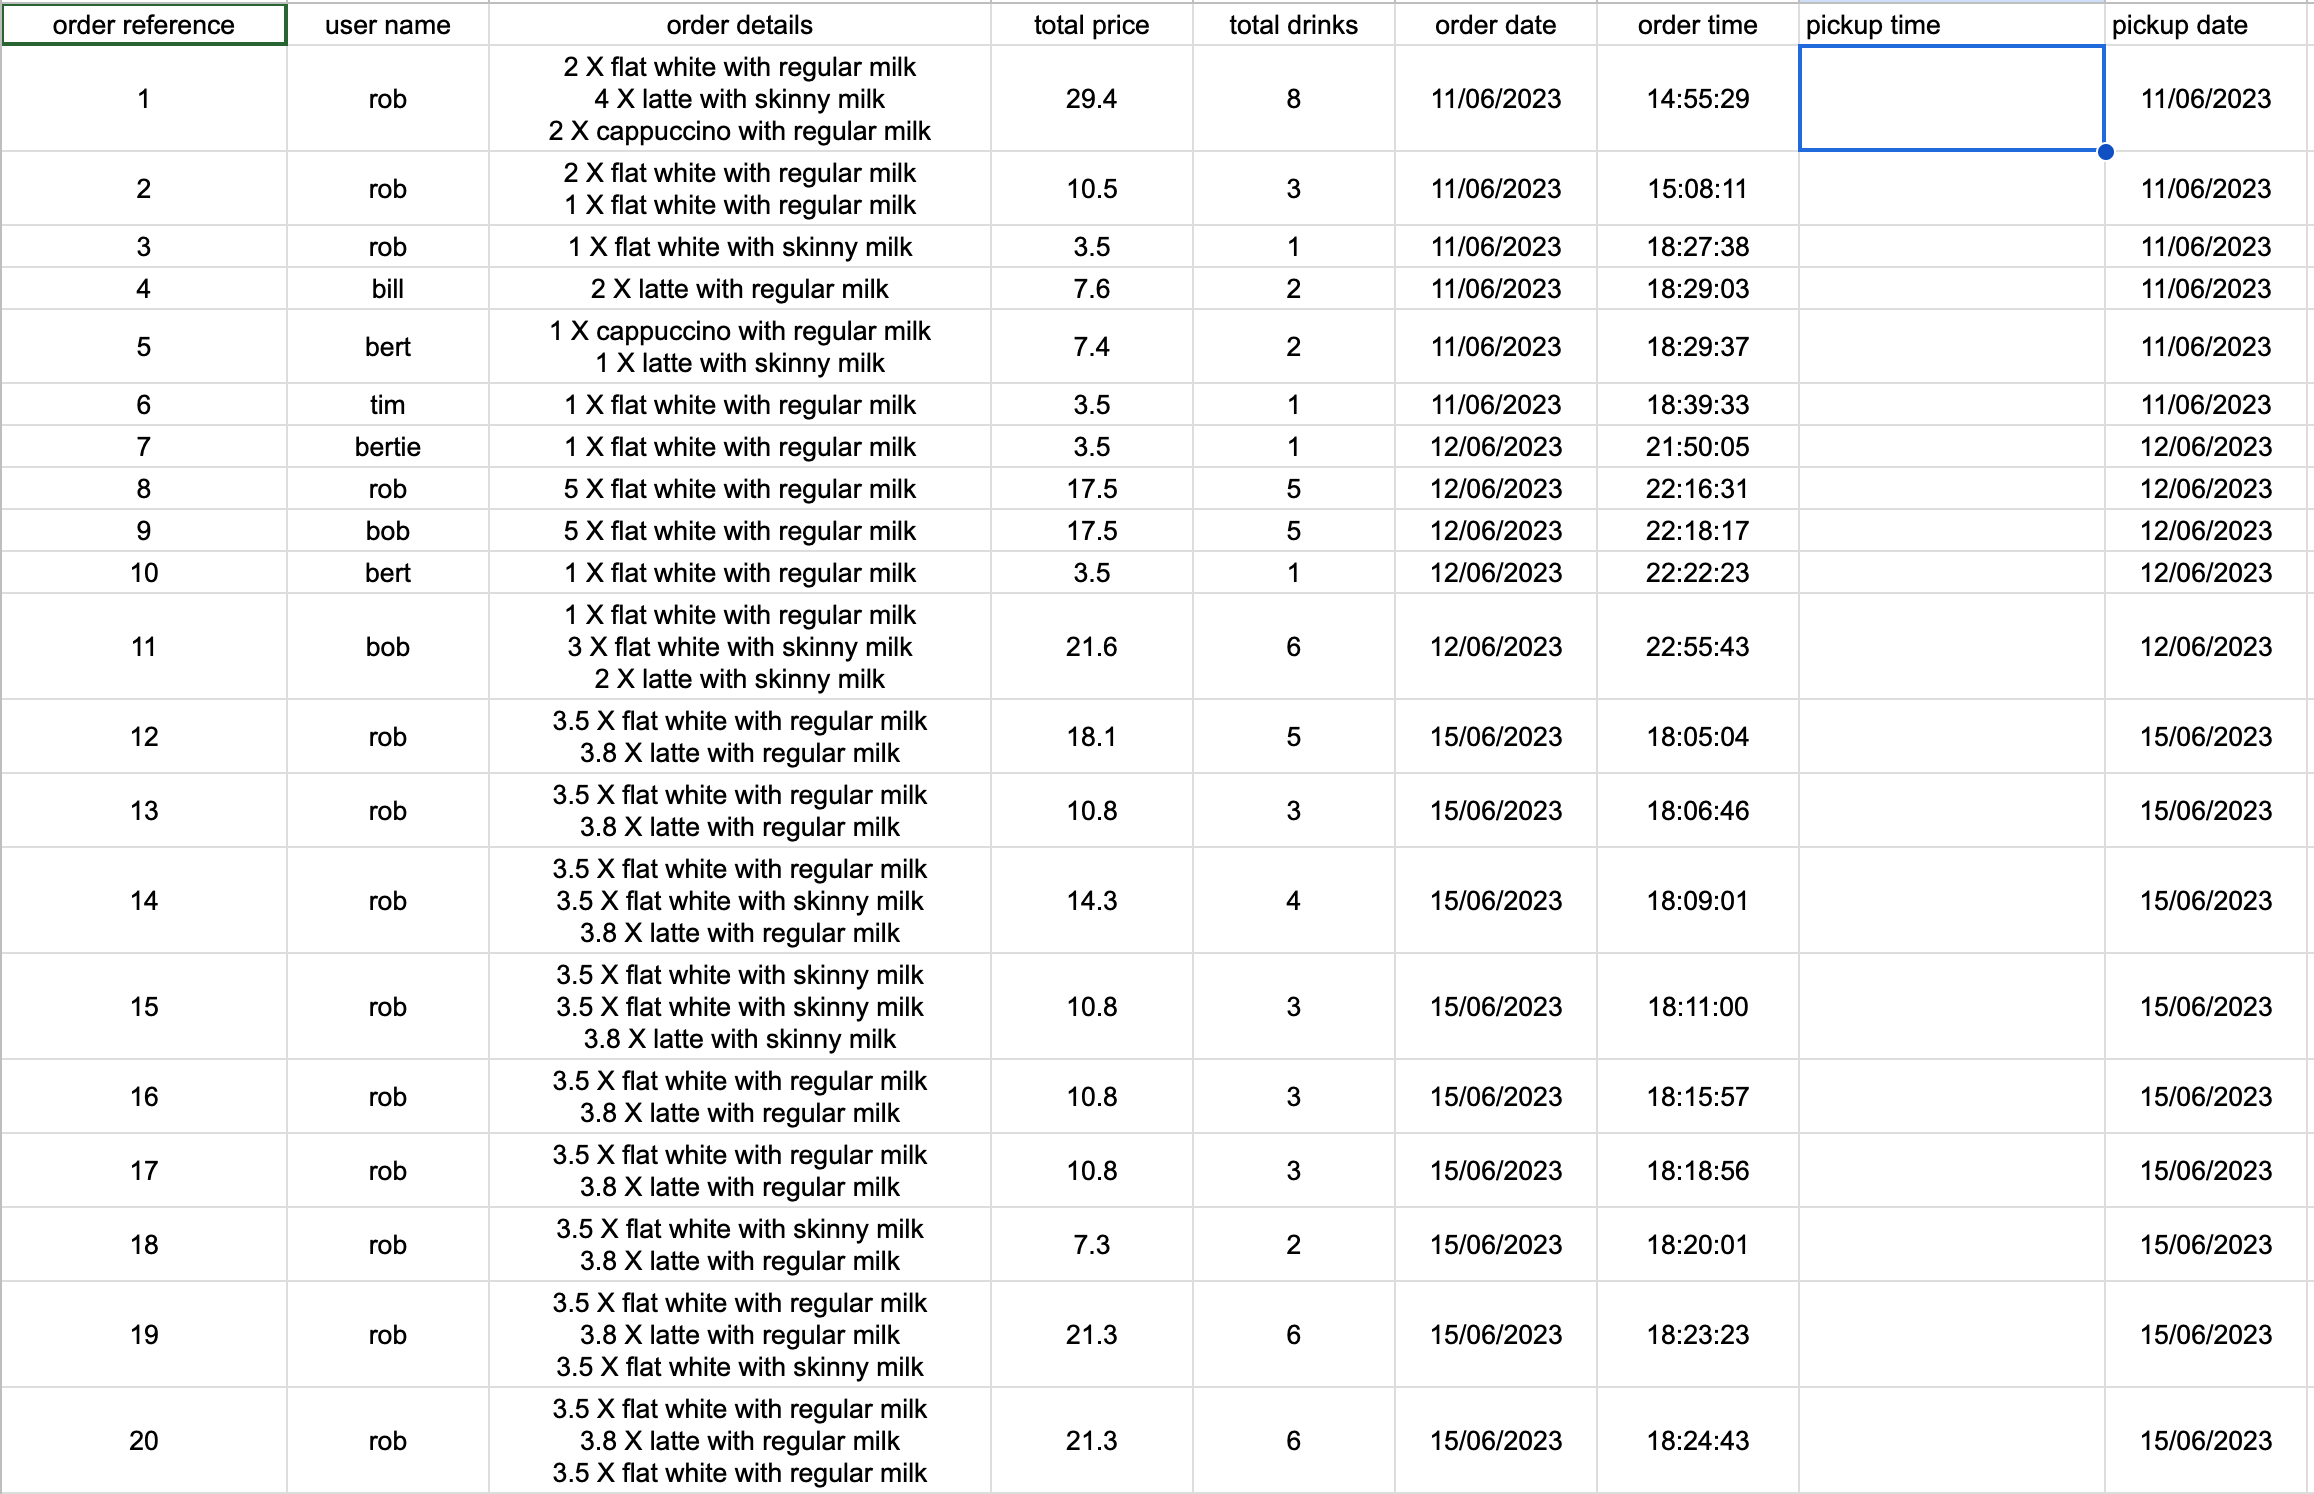 order reference user name order details total price total drinks order date order time pickup time pickup date
1 rob 2 X flat white with regular milk
4 X latte with skinny milk
2 X cappuccino with regular milk 29.4 8 11/06/2023 14:55:29 11/06/2023
2 rob 2 X flat white with regular milk
1 X flat white with regular milk 10.5 3 11/06/2023 15:08:11 11/06/2023
3 rob 1 X flat white with skinny milk 3.5 1 11/06/2023 18:27:38 11/06/2023
4 bill 2 X latte with regular milk 7.6 2 11/06/2023 18:29:03 11/06/2023
5 bert 1 X cappuccino with regular milk
1 X latte with skinny milk 7.4 2 11/06/2023 18:29:37 11/06/2023
6 tim 1 X flat white with regular milk 3.5 1 11/06/2023 18:39:33 11/06/2023
7 bertie 1 X flat white with regular milk 3.5 1 12/06/2023 21:50:05 12/06/2023
8 rob 5 X flat white with regular milk 17.5 5 12/06/2023 22:16:31 12/06/2023
9 bob 5 X flat white with regular milk 17.5 5 12/06/2023 22:18:17 12/06/2023
10 bert 1 X flat white with regular milk 3.5 1 12/06/2023 22:22:23 12/06/2023
11 bob 1 X flat white with regular milk
3 X flat white with skinny milk
2 X latte with skinny milk 21.6 6 12/06/2023 22:55:43 12/06/2023
12 rob 3.5 X flat white with regular milk
3.8 X latte with regular milk 18.1 5 15/06/2023 18:05:04 15/06/2023
13 rob 3.5 X flat white with regular milk
3.8 X latte with regular milk 10.8 3 15/06/2023 18:06:46 15/06/2023
14 rob 3.5 X flat white with regular milk
3.5 X flat white with skinny milk
3.8 X latte with regular milk 14.3 4 15/06/2023 18:09:01 15/06/2023
15 rob 3.5 X flat white with skinny milk
3.5 X flat white with skinny milk
3.8 X latte with skinny milk 10.8 3 15/06/2023 18:11:00 15/06/2023
16 rob 3.5 X flat white with regular milk
3.8 X latte with regular milk 10.8 3 15/06/2023 18:15:57 15/06/2023
17 rob 3.5 X flat white with regular milk
3.8 X latte with regular milk 10.8 3 15/06/2023 18:18:56 15/06/2023
18 rob 3.5 X flat white with skinny milk
3.8 X latte with regular milk 7.3 2 15/06/2023 18:20:01 15/06/2023
19 rob 3.5 X flat white with regular milk
3.8 X latte with regular milk
3.5 X flat white with skinny milk 21.3 6 15/06/2023 18:23:23 15/06/2023
20 rob 3.5 X flat white with regular milk
3.8 X latte with regular milk
3.5 X flat white with regular milk 21.3 6 15/06/2023 18:24:43 15/06/2023